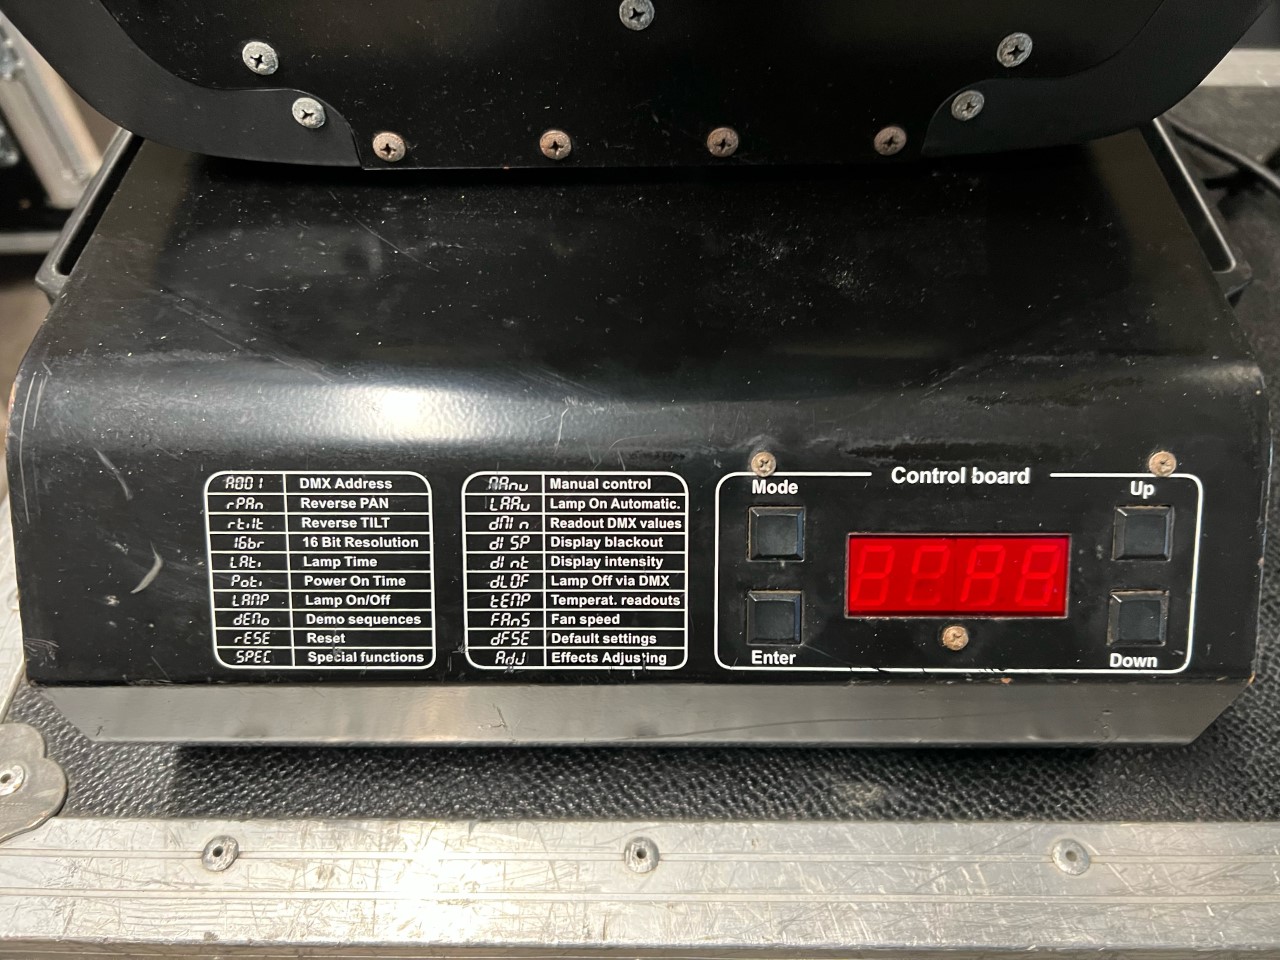 A001 DMX Address
rPAn Reverse PAN
rtilt Reverse TILT
16br 16 Bit Resolution
LAti Lamp Time
Poti Power On Time
LAMP Lamp On/Off
dEMo Demo sequences
rESE Reset
SPEC Special functions
MAnu Manual control
LAAu Lamp On Automatic.
dMIn Readout DMX values
dISP Display blackout
dInt Display intensity
dLOF Lamp Off via DMX
tEMP Temperat. readouts
FAnS Fan speed
dFSE Default settings
AdJ Effects Adjusting
Control board
Mode
Up
Enter
Down